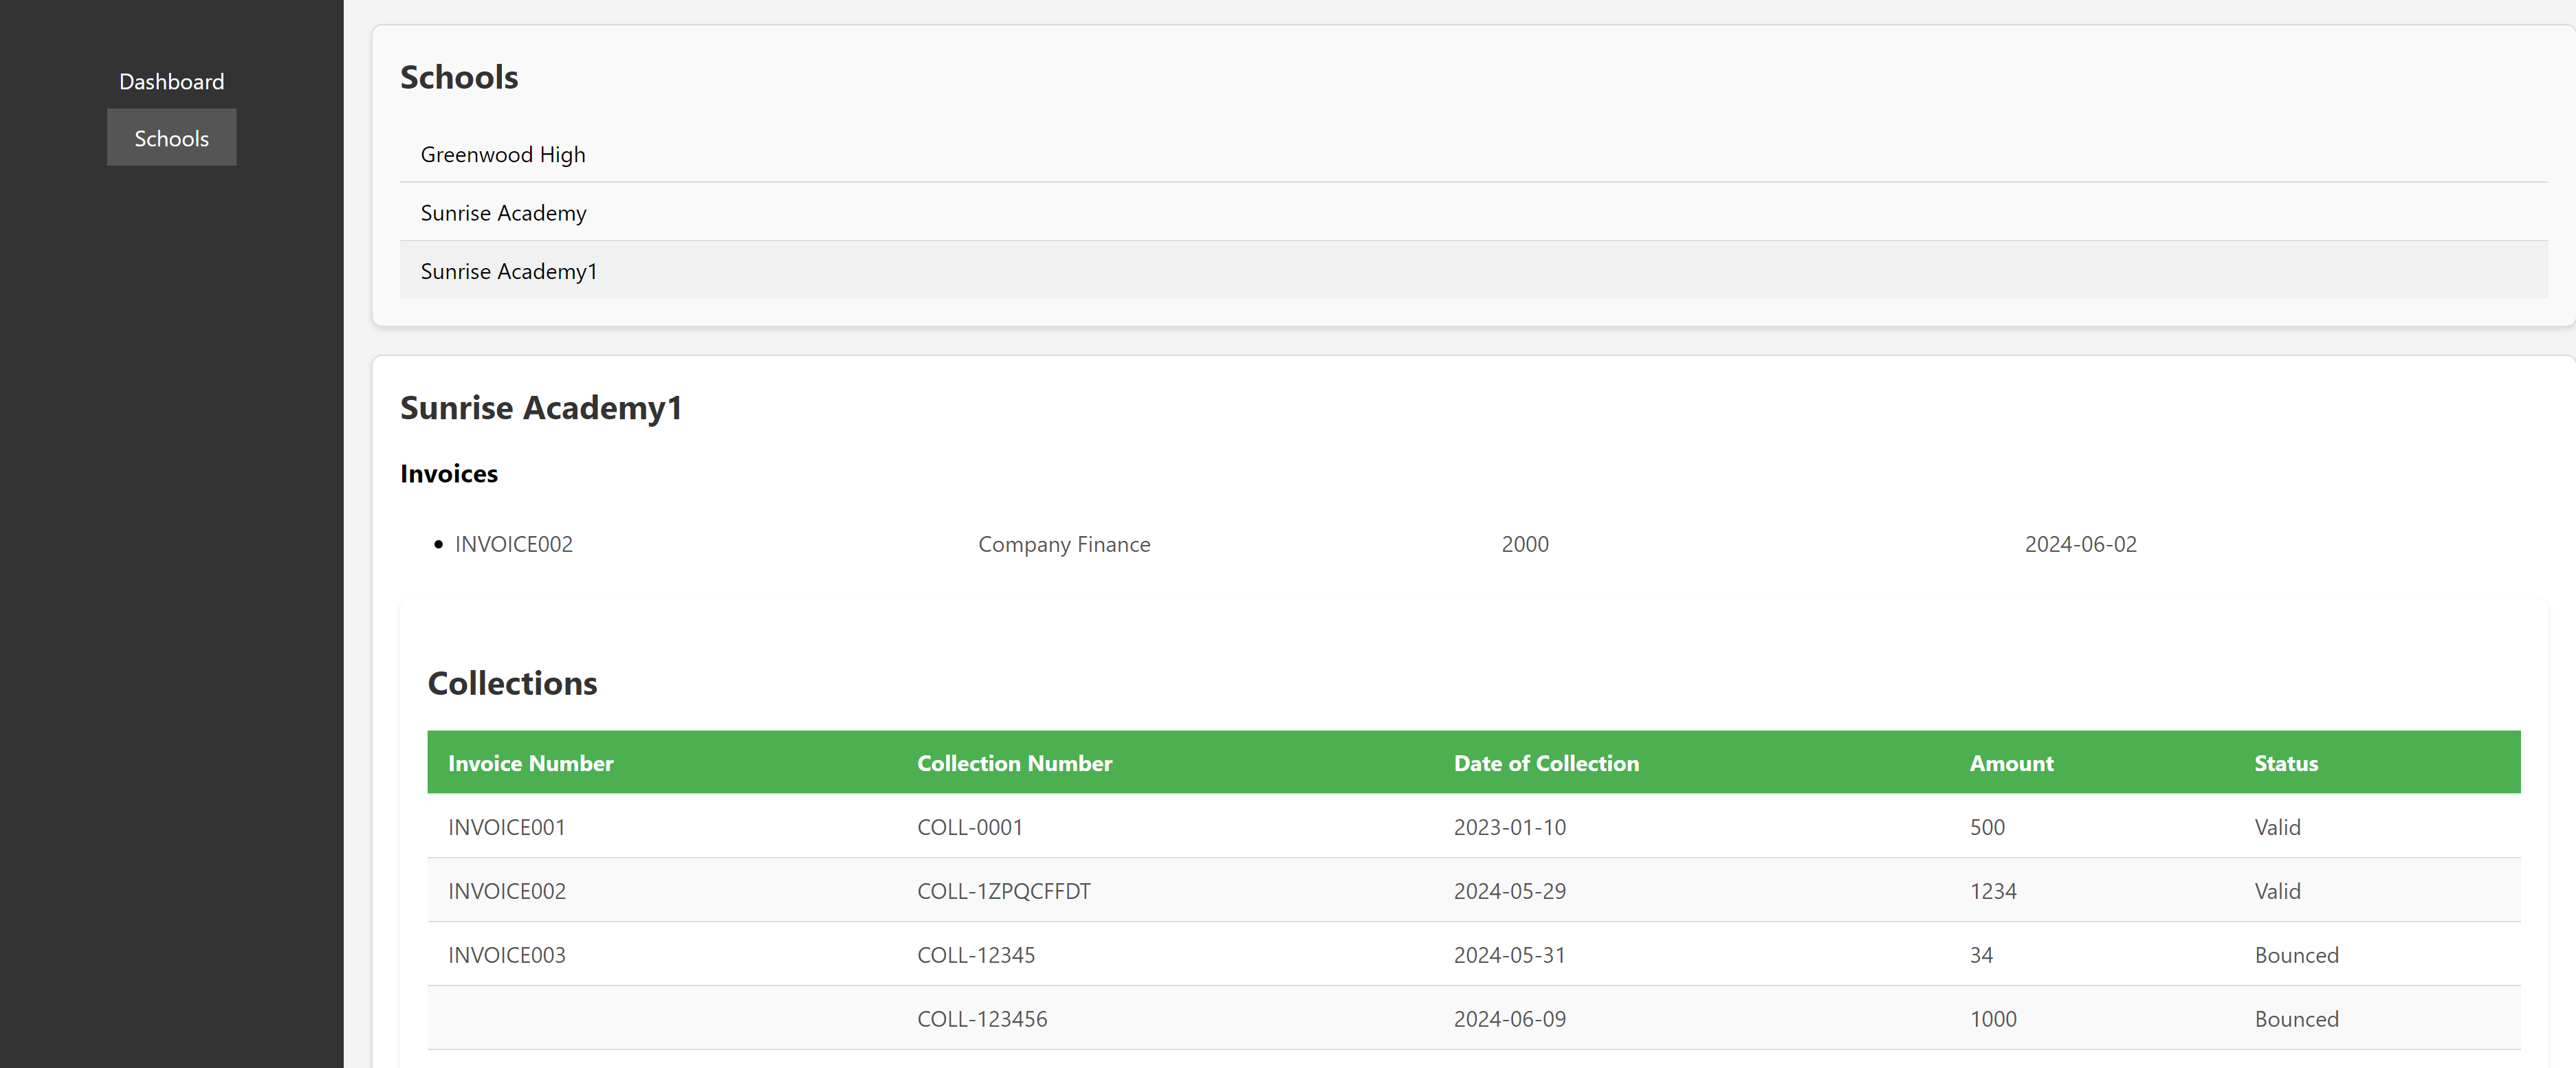 Dashboard
Schools
Schools
Greenwood High
Sunrise Academy
Sunrise Academy1
Sunrise Academy1
Invoices
INVOICE002 Company Finance 2000 2024-06-02
Collections
Invoice Number Collection Number Date of Collection Amount Status
INVOICE001 COLL-0001 2023-01-10 500 Valid
INVOICE002 COLL-1ZPQCFFDT 2024-05-29 1234 Valid
INVOICE003 COLL-12345 2024-05-31 34 Bounced
COLL-123456 2024-06-09 1000 Bounced